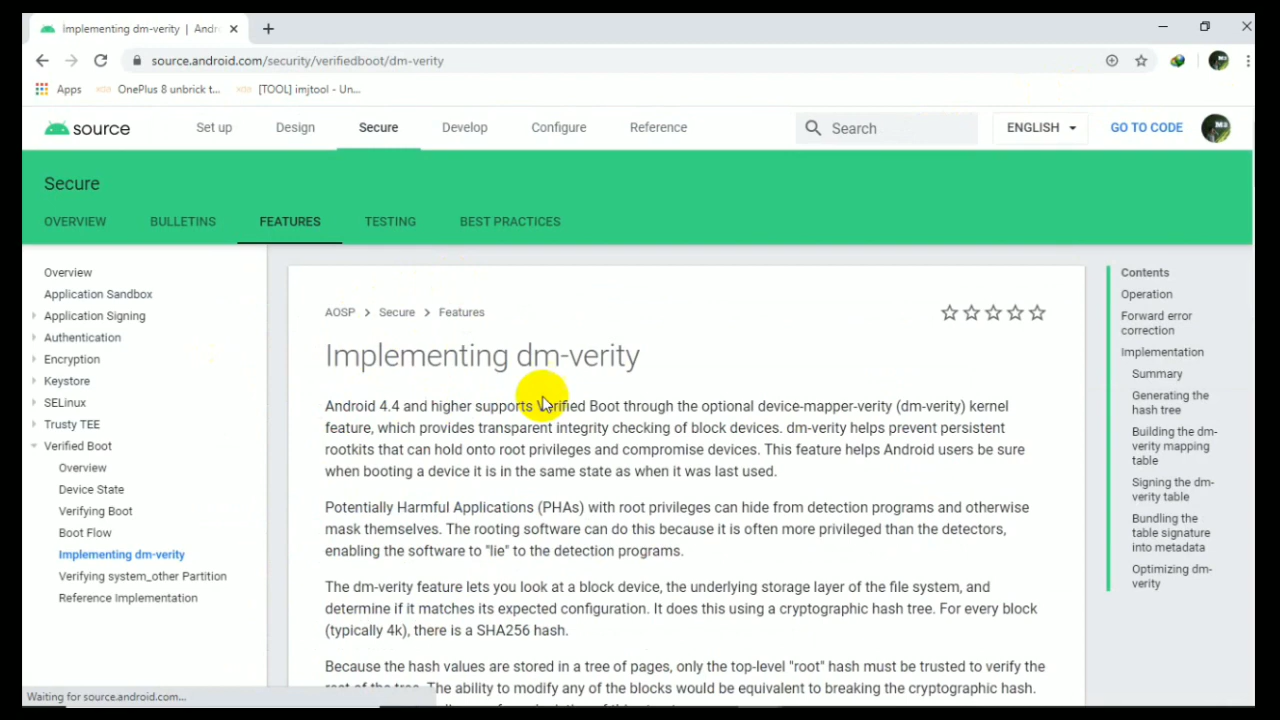 Implementing dm-verity | Andr
source.android.com/security/verifiedboot/dm-verity
Apps
OnePlus 8 unbrick t...
[TOOL] imjtool - Un...
source
Set up
Design
Secure
Develop
Configure
Reference
Search
ENGLISH
GO TO CODE
Secure
OVERVIEW
BULLETINS
FEATURES
TESTING
BEST PRACTICES
Overview
Application Sandbox
Application Signing
Authentication
Encryption
Keystore
SELinux
Trusty TEE
Verified Boot
Overview
Device State
Verifying Boot
Boot Flow
Implementing dm-verity
Verifying system_other Partition
Reference Implementation
AOSP > Secure > Features
Implementing dm-verity
Android 4.4 and higher supports Verified Boot through the optional device-mapper-verity (dm-verity) kernel
feature, which provides transparent integrity checking of block devices. dm-verity helps prevent persistent
rootkits that can hold onto root privileges and compromise devices. This feature helps Android users be sure
when booting a device it is in the same state as when it was last used.
Potentially Harmful Applications (PHAs) with root privileges can hide from detection programs and otherwise
mask themselves. The rooting software can do this because it is often more privileged than the detectors,
enabling the software to "lie" to the detection programs.
The dm-verity feature lets you look at a block device, the underlying storage layer of the file system, and
determine if it matches its expected configuration. It does this using a cryptographic hash tree. For every block
(typically 4k), there is a SHA256 hash.
Because the hash values are stored in a tree of pages, only the top-level "root" hash must be trusted to verify the
rest of the tree. The ability to modify any of the blocks would be equivalent to breaking the cryptographic hash.
Contents
Operation
Forward error
correction
Implementation
Summary
Generating the
hash tree
Building the dm-
verity mapping
table
Signing the dm-
verity table
Bundling the
table signature
into metadata
Optimizing dm-
verity
Waiting for source.android.com...